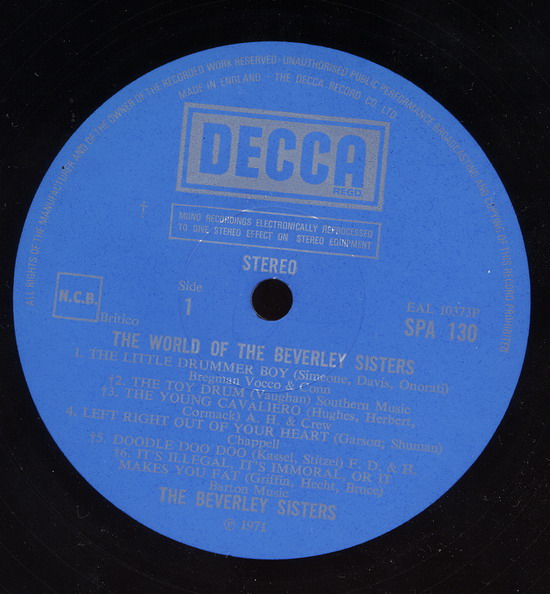 ALL RIGHTS OF THE MANUFACTURER AND OF THE OWNER OF THE RECORDED WORK RESERVED · UNAUTHORISED PUBLIC PERFORMANCE BROADCASTING AND COPYING OF THIS RECORD PROHIBITED
MADE IN ENGLAND · THE DECCA RECORD CO. LTD.
DECCA
REGD.
†
MONO RECORDINGS ELECTRONICALLY REPROCESSED
TO GIVE STEREO EFFECT ON STEREO EQUIPMENT
STEREO
Side
1
N.C.B.
Britico
EAL 10373P
SPA 130
THE WORLD OF THE BEVERLEY SISTERS
1. THE LITTLE DRUMMER BOY (Simeone, Davis, Onorati)
Bregman Vocco & Conn
†2. THE TOY DRUM (Vaughan) Southern Music
†3. THE YOUNG CAVALIERO (Hughes, Herbert,
Cormack) A. H. & Crew
4. LEFT RIGHT OUT OF YOUR HEART (Garson, Shuman)
Chappell
†5. DOODLE DOO DOO (Kassel, Stitzel) F. D. & H.
†6. IT'S ILLEGAL, IT'S IMMORAL, OR IT
MAKES YOU FAT (Griffin, Hecht, Bruce)
Barton Music
THE BEVERLEY SISTERS
℗ 1971